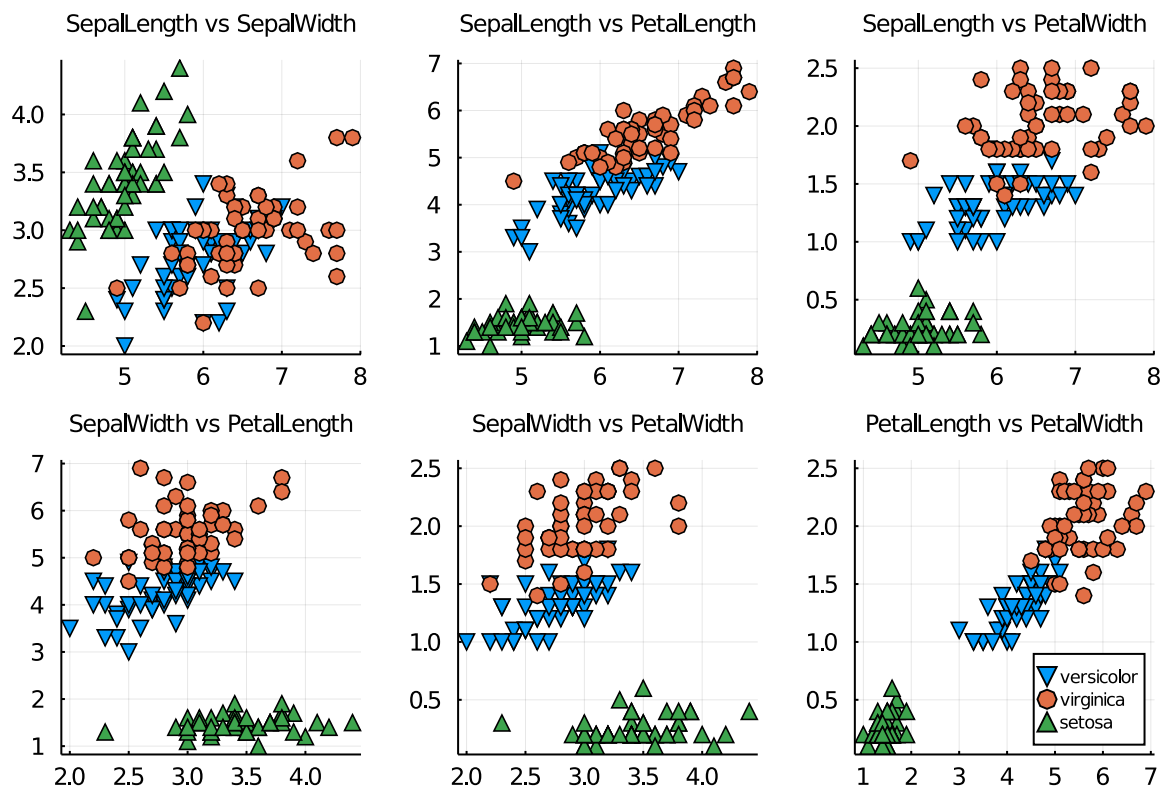 SepalLength vs SepalWidth
4.0
3.5
3.0
2.5
2.0
5 6 7 8
SepalLength vs PetalLength
7
6
5
4
3
2
1
5 6 7 8
SepalLength vs PetalWidth
2.5
2.0
1.5
1.0
0.5
5 6 7 8
SepalWidth vs PetalLength
7
6
5
4
3
2
1
2.0 2.5 3.0 3.5 4.0
SepalWidth vs PetalWidth
2.5
2.0
1.5
1.0
0.5
2.0 2.5 3.0 3.5 4.0
PetalLength vs PetalWidth
2.5
2.0
1.5
1.0
0.5
1 2 3 4 5 6 7
versicolor
virginica
setosa